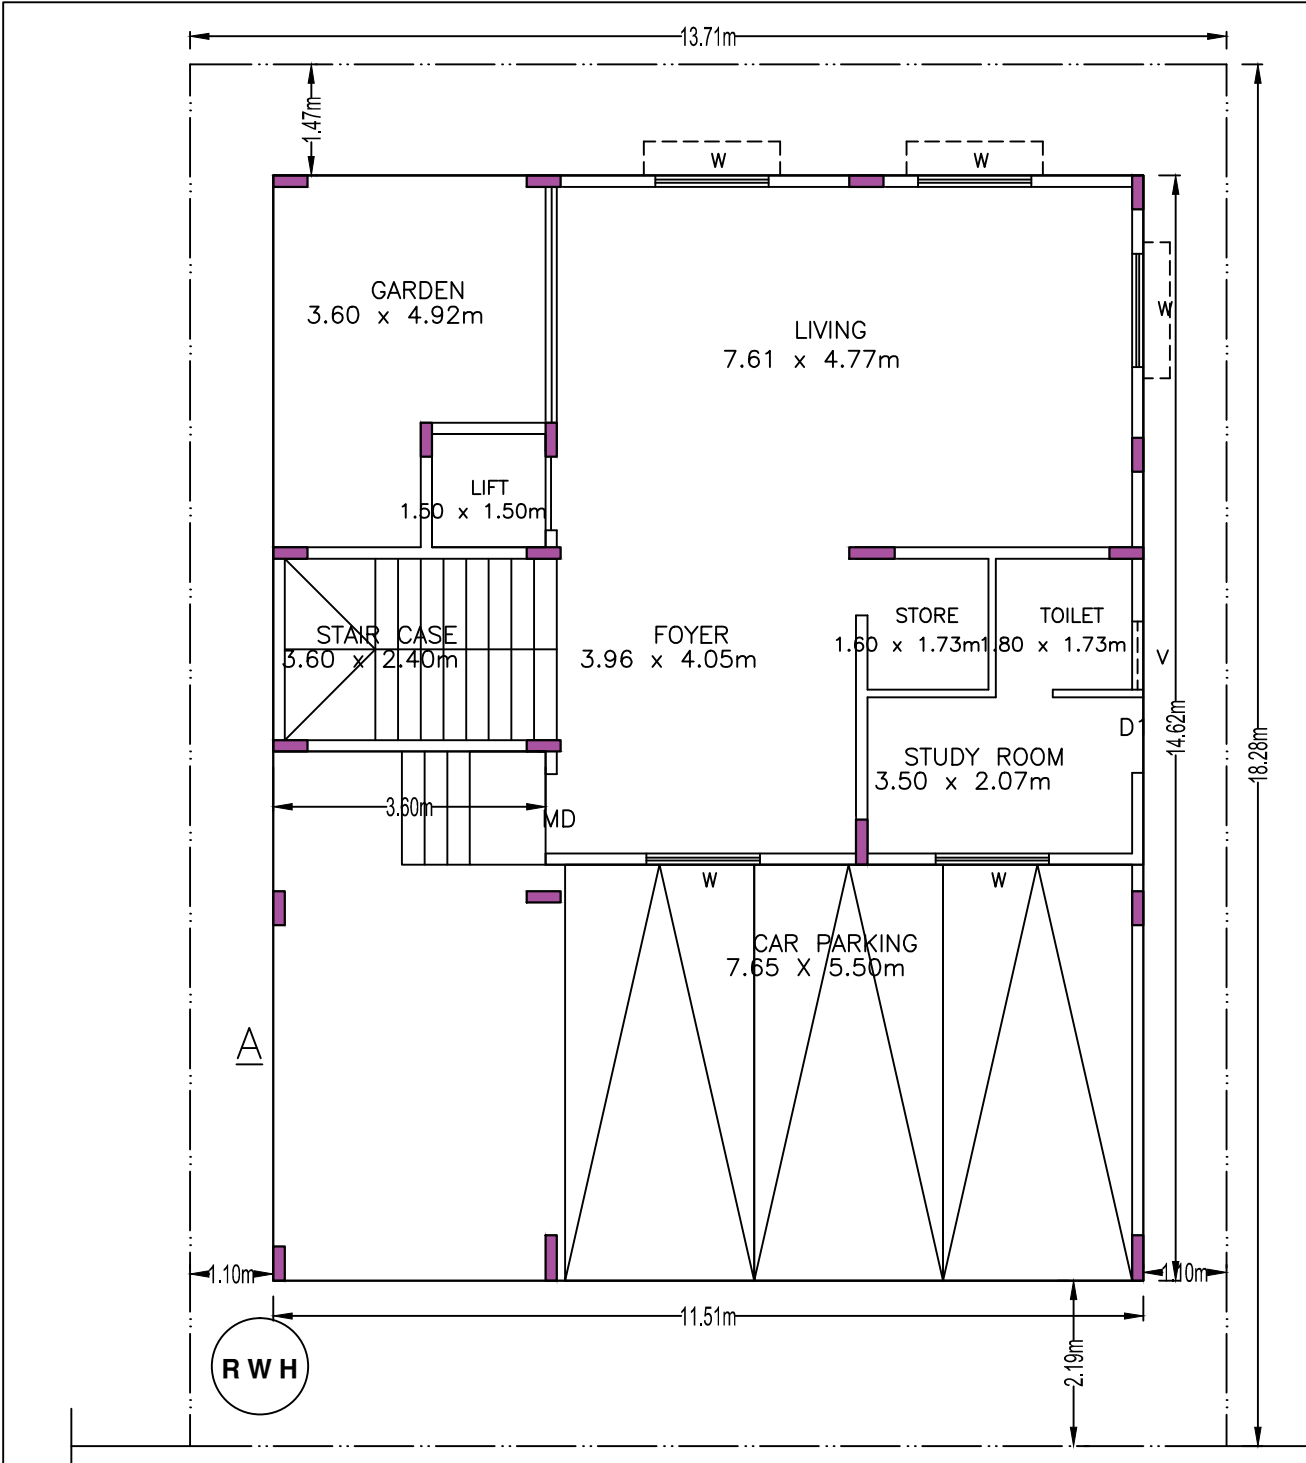 13.71m
1.47m
W
W
GARDEN
3.60 x 4.92m
W
LIVING
7.61 x 4.77m
LIFT
1.50 x 1.50m
STORE
1.60 x 1.73m
TOILET
1.80 x 1.73m
STAIR CASE
3.60 x 2.40m
FOYER
3.96 x 4.05m
V
D1
14.62m
18.28m
STUDY ROOM
3.50 x 2.07m
3.60m
MD
W
W
CAR PARKING
7.65 X 5.50m
A
1.10m
1.10m
11.51m
2.19m
R W H